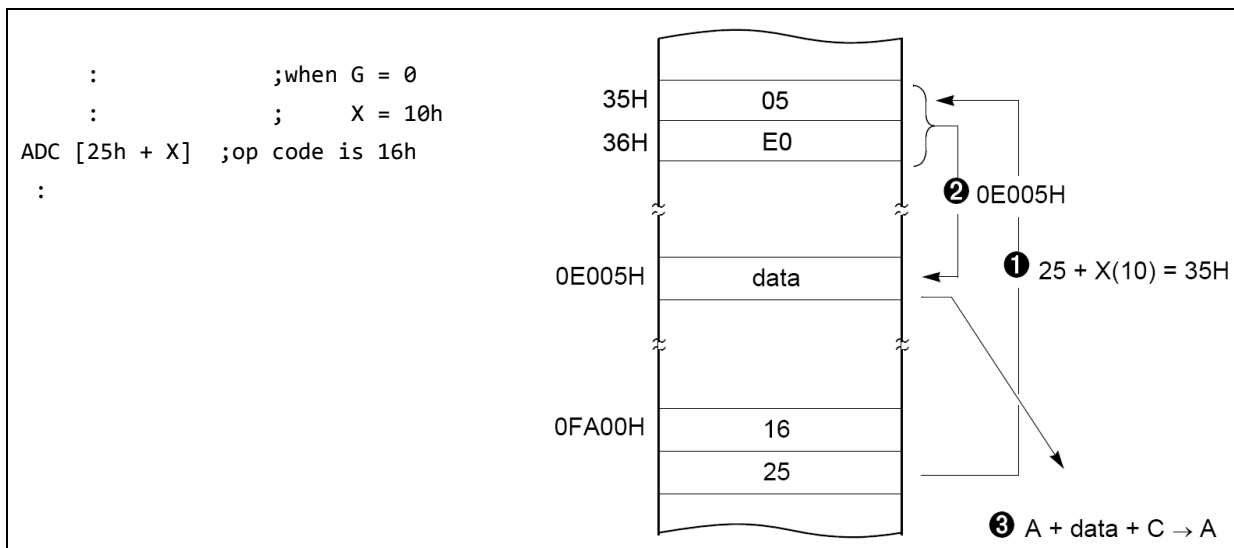 : ;when G = 0
: ; X = 10h
ADC [25h + X] ;op code is 16h
:
35H 05
36H E0
❷ 0E005H
0E005H data
❶ 25 + X(10) = 35H
0FA00H 16
25
❸ A + data + C → A